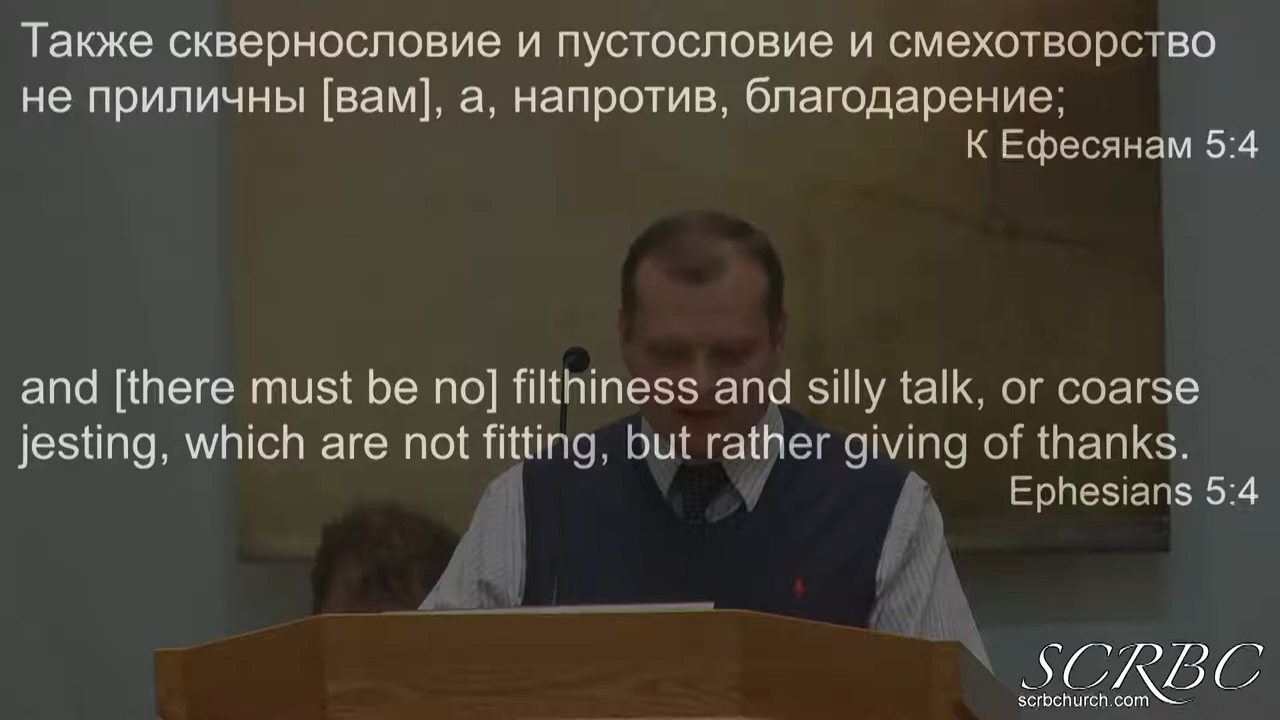 Также сквернословие и пустословие и смехотворство
не приличны [вам], а, напротив, благодарение;
К Ефесянам 5:4
and [there must be no] filthiness and silly talk, or coarse
jesting, which are not fitting, but rather giving of thanks.
Ephesians 5:4
SCRBC
scrbchurch.com